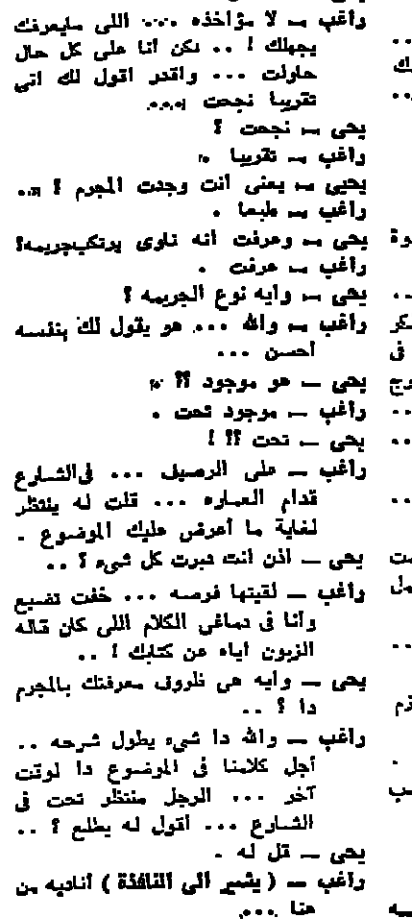 راغب — لا مؤاخذه ... اللى مايعرفك
يجهلك ! .. لكن أنا على كل حال
حاولت ... واقدر اقول لك انى
تقريبا نجحت ...
يحى — نجحت ؟
راغب — تقريبا .
يحيى — يعنى أنت وجدت المجرم ؟ ..
راغب — طبعا .
يحى — وعرفت أنه ناوى يرتكب جريمه؟
راغب — عرفت .
يحى — وايه نوع الجريمه ؟
راغب — والله ... هو يقول لك بنفسه
أحسن ...
يحى — هو موجود ؟؟
راغب — موجود تحت .
يحى — تحت ؟؟ !
راغب — على الرصيف ... فى الشارع
قدام العماره ... قلت له ينتظر
لغاية ما أعرض عليك الموضوع .
يحى — اذن انت دبرت كل شىء ؟ ..
راغب — لقيتها فرصه ... خفت تضيع
وأنا فى دماغى الكلام اللى كان قاله
الزبون اياه عن كتابك ! ..
يحى — وايه هى ظروف معرفتك بالمجرم
دا ؟ ..
راغب — والله دا شىء يطول شرحه ..
أجل كلامنا فى الموضوع دا لوقت
آخر ... الرجل منتظر تحت فى
الشارع ... أقول له يطلع ؟ ..
يحى — قل له .
راغب — ( يشير الى النافذة ) أناديه من
هنا ...